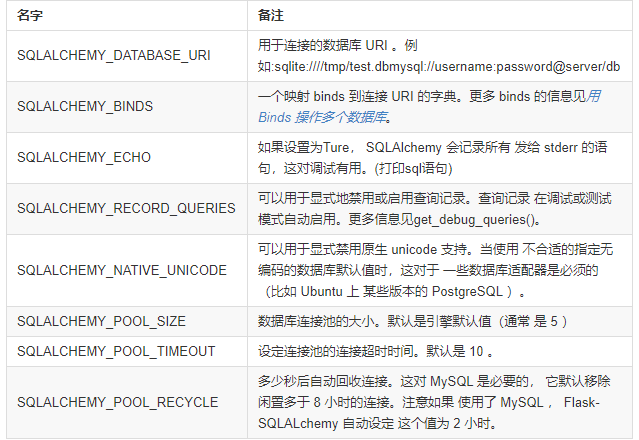 名字 备注
SQLALCHEMY_DATABASE_URI 用于连接的数据库 URI 。例
如:sqlite:////tmp/test.dbmysql://username:password@server/db
SQLALCHEMY_BINDS 一个映射 binds 到连接 URI 的字典。更多 binds 的信息见用
Binds 操作多个数据库。
SQLALCHEMY_ECHO 如果设置为Ture， SQLAlchemy 会记录所有 发给 stderr 的语
句，这对调试有用。(打印sql语句)
SQLALCHEMY_RECORD_QUERIES 可以用于显式地禁用或启用查询记录。查询记录 在调试或测试
模式自动启用。更多信息见get_debug_queries()。
SQLALCHEMY_NATIVE_UNICODE 可以用于显式禁用原生 unicode 支持。当使用 不合适的指定无
编码的数据库默认值时，这对于 一些数据库适配器是必须的
（比如 Ubuntu 上 某些版本的 PostgreSQL ）。
SQLALCHEMY_POOL_SIZE 数据库连接池的大小。默认是引擎默认值（通常 是 5 ）
SQLALCHEMY_POOL_TIMEOUT 设定连接池的连接超时时间。默认是 10 。
SQLALCHEMY_POOL_RECYCLE 多少秒后自动回收连接。这对 MySQL 是必要的， 它默认移除
闲置多于 8 小时的连接。注意如果 使用了 MySQL ， Flask-
SQLALchemy 自动设定 这个值为 2 小时。